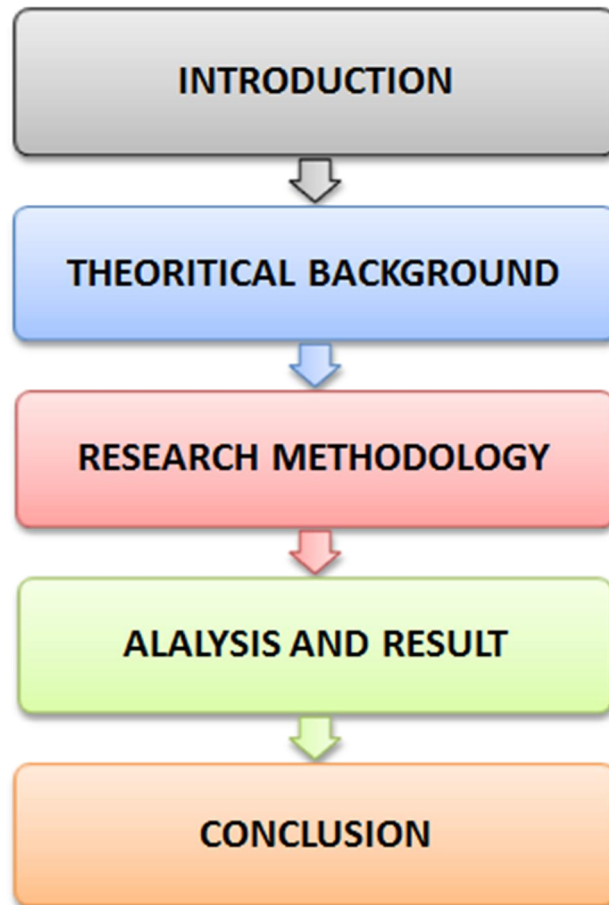 INTRODUCTION
THEORITICAL BACKGROUND
RESEARCH METHODOLOGY
ALALYSIS AND RESULT
CONCLUSION